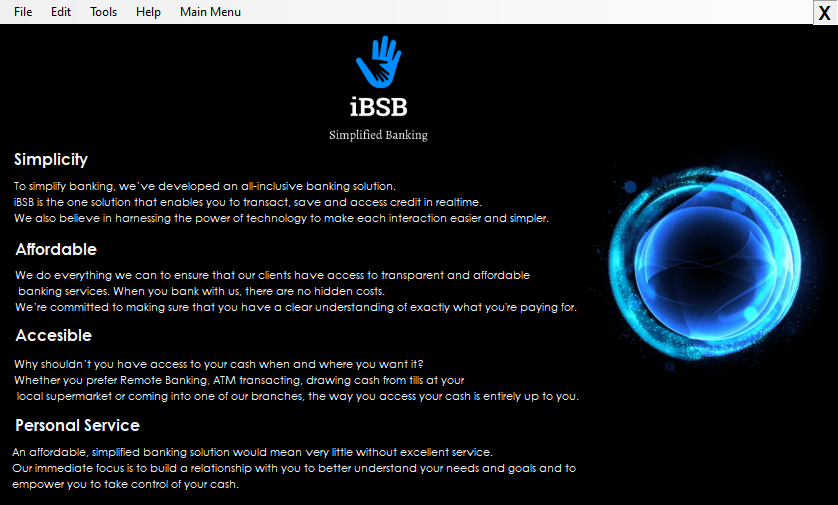 File Edit Tools Help Main Menu X
iBSB
Simplified Banking
Simplicity
To simplify banking, we've developed an all-inclusive banking solution.
iBSB is the one solution that enables you to transact, save and access credit in realtime.
We also believe in harnessing the power of technology to make each interaction easier and simpler.
Affordable
We do everything we can to ensure that our clients have access to transparent and affordable
banking services. When you bank with us, there are no hidden costs.
We're committed to making sure that you have a clear understanding of exactly what you're paying for.
Accesible
Why shouldn't you have access to your cash when and where you want it?
Whether you prefer Remote Banking, ATM transacting, drawing cash from tills at your
local supermarket or coming into one of our branches, the way you access your cash is entirely up to you.
Personal Service
An affordable, simplified banking solution would mean very little without excellent service.
Our immediate focus is to build a relationship with you to better understand your needs and goals and to
empower you to take control of your cash.